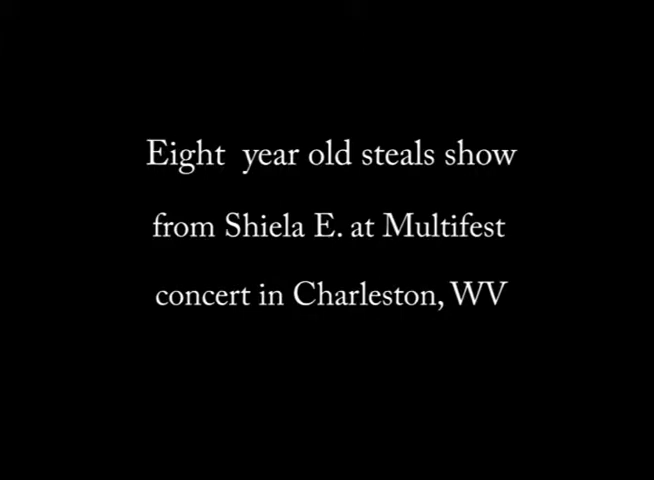 Eight  year old steals show
from Shiela E. at Multifest
concert in Charleston, WV